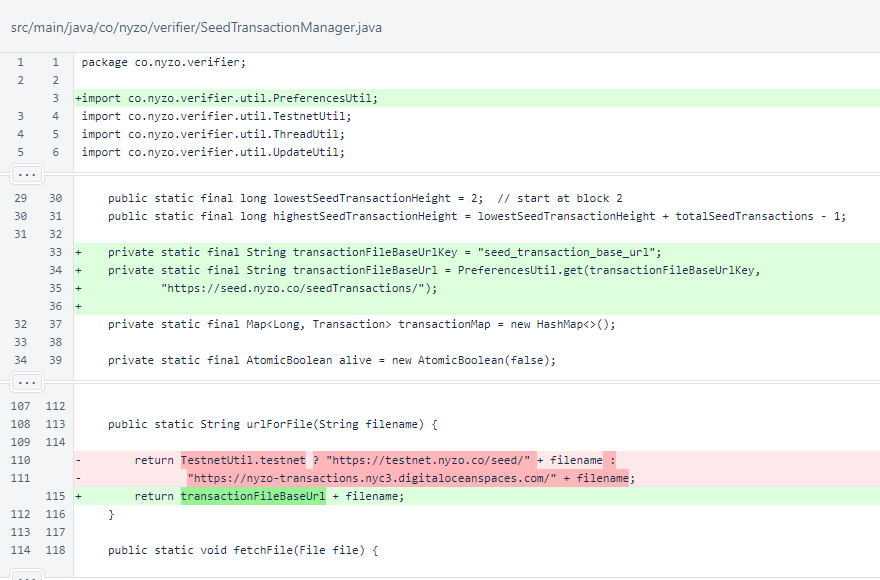 src/main/java/co/nyzo/verifier/SeedTransactionManager.java
1 1 package co.nyzo.verifier;
2 2
3 +import co.nyzo.verifier.util.PreferencesUtil;
3 4 import co.nyzo.verifier.util.TestnetUtil;
4 5 import co.nyzo.verifier.util.ThreadUtil;
5 6 import co.nyzo.verifier.util.UpdateUtil;
...
29 30 public static final long lowestSeedTransactionHeight = 2;  // start at block 2
30 31 public static final long highestSeedTransactionHeight = lowestSeedTransactionHeight + totalSeedTransactions - 1;
31 32
33 + private static final String transactionFileBaseUrlKey = "seed_transaction_base_url";
34 + private static final String transactionFileBaseUrl = PreferencesUtil.get(transactionFileBaseUrlKey,
35 + "https://seed.nyzo.co/seedTransactions/");
36 +
32 37 private static final Map<Long, Transaction> transactionMap = new HashMap<>();
33 38
34 39 private static final AtomicBoolean alive = new AtomicBoolean(false);
...
107 112
108 113 public static String urlForFile(String filename) {
109 114
110 - return TestnetUtil.testnet ? "https://testnet.nyzo.co/seed/" + filename :
111 - "https://nyzo-transactions.nyc3.digitaloceanspaces.com/" + filename;
115 + return transactionFileBaseUrl + filename;
112 116 }
113 117
114 118 public static void fetchFile(File file) {
...